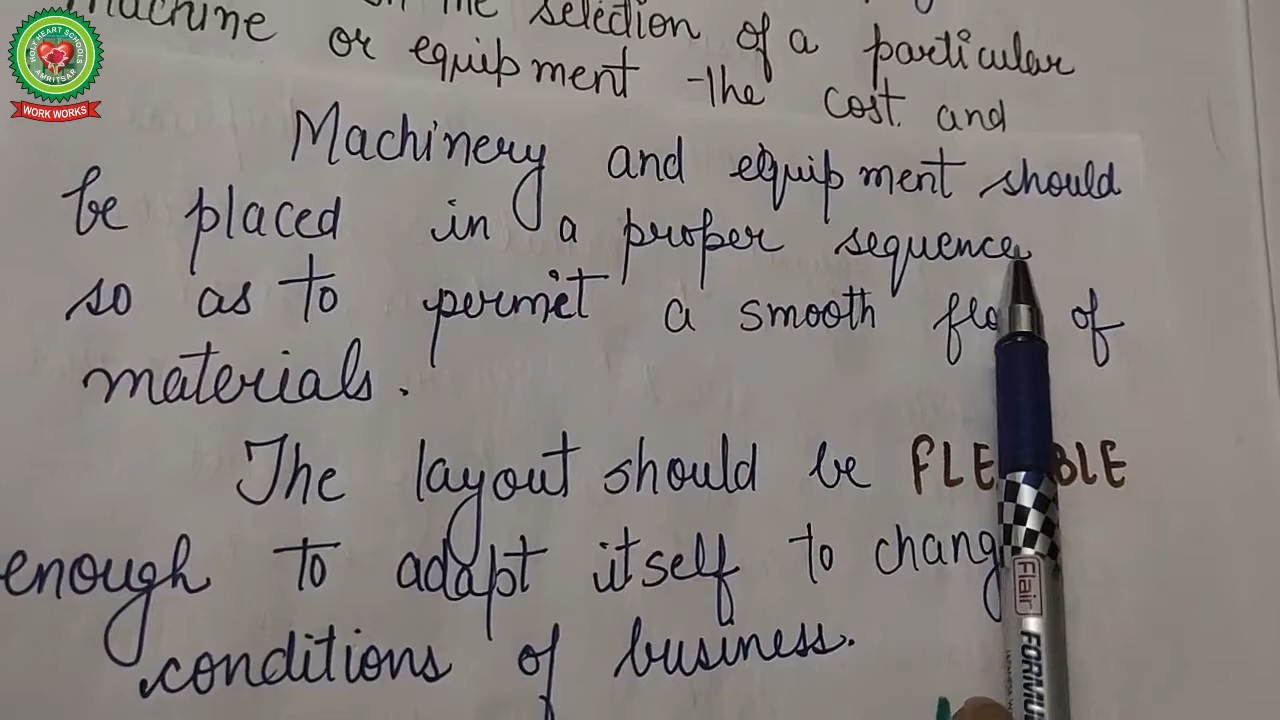 the selection of a particular
machine or equipment the cost and
Machinery and equipment should
be placed in a proper sequence
so as to permit a smooth of
materials.
The layout should be
enough to adapt itself to
conditions of business.
HOLY HEART SCHOOLS
AMRITSAR
WORK WORKS
Flair